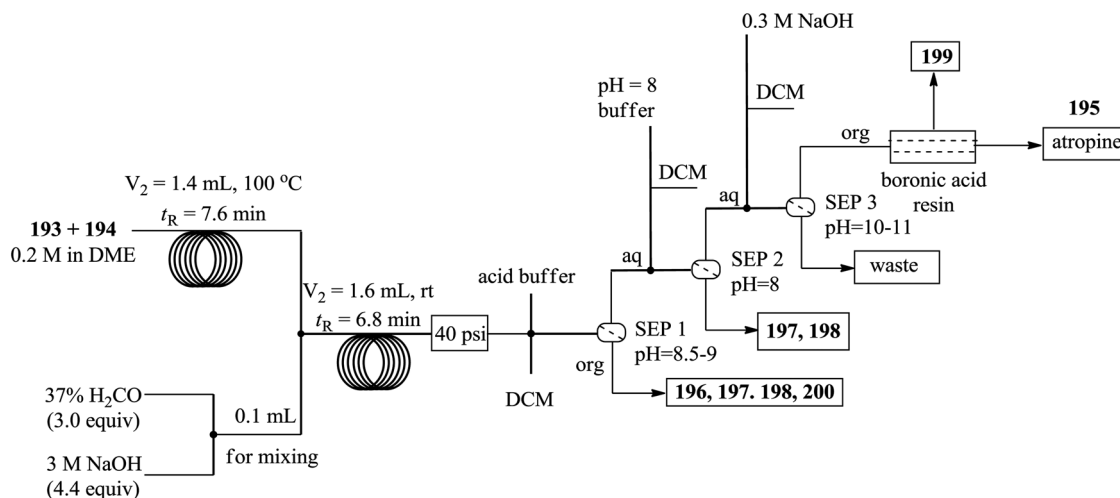 0.3 M NaOH
199
pH = 8
buffer
DCM
195
org
atropine
V2 = 1.4 mL, 100 °C
tR = 7.6 min
DCM
boronic acid
resin
193 + 194
0.2 M in DME
aq
SEP 3
pH=10-11
aq
SEP 2
pH=8
waste
acid buffer
V2 = 1.6 mL, rt
tR = 6.8 min
40 psi
SEP 1
pH=8.5-9
197, 198
org
DCM
196, 197. 198, 200
37% H2CO
(3.0 equiv)
0.1 mL
for mixing
3 M NaOH
(4.4 equiv)